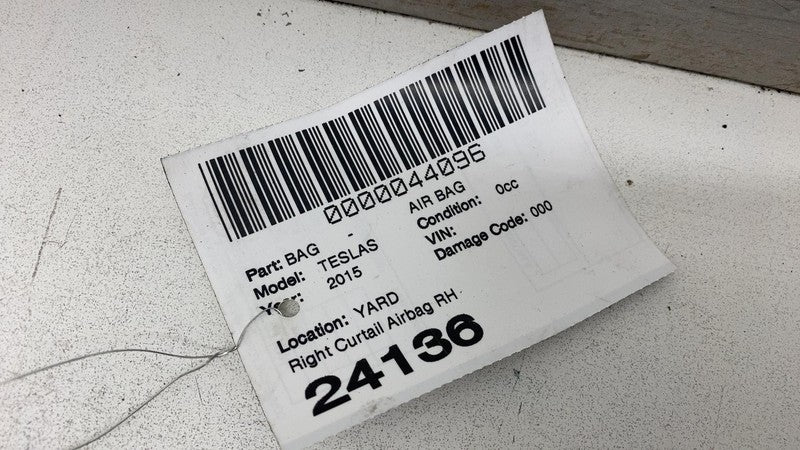 0000044096
Part: BAG - AIR BAG
Model: TESLAS Condition: 0cc
Year: 2015 VIN:
Damage Code: 000
Location: YARD
Right Curtail Airbag RH
24136